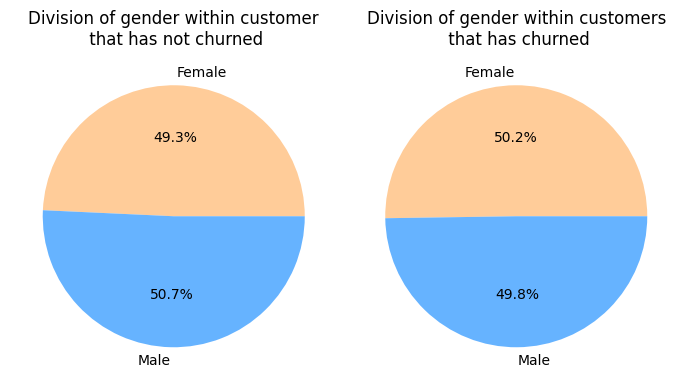 Division of gender within customer
that has not churned
Female
49.3%
50.7%
Male
Division of gender within customers
that has churned
Female
50.2%
49.8%
Male